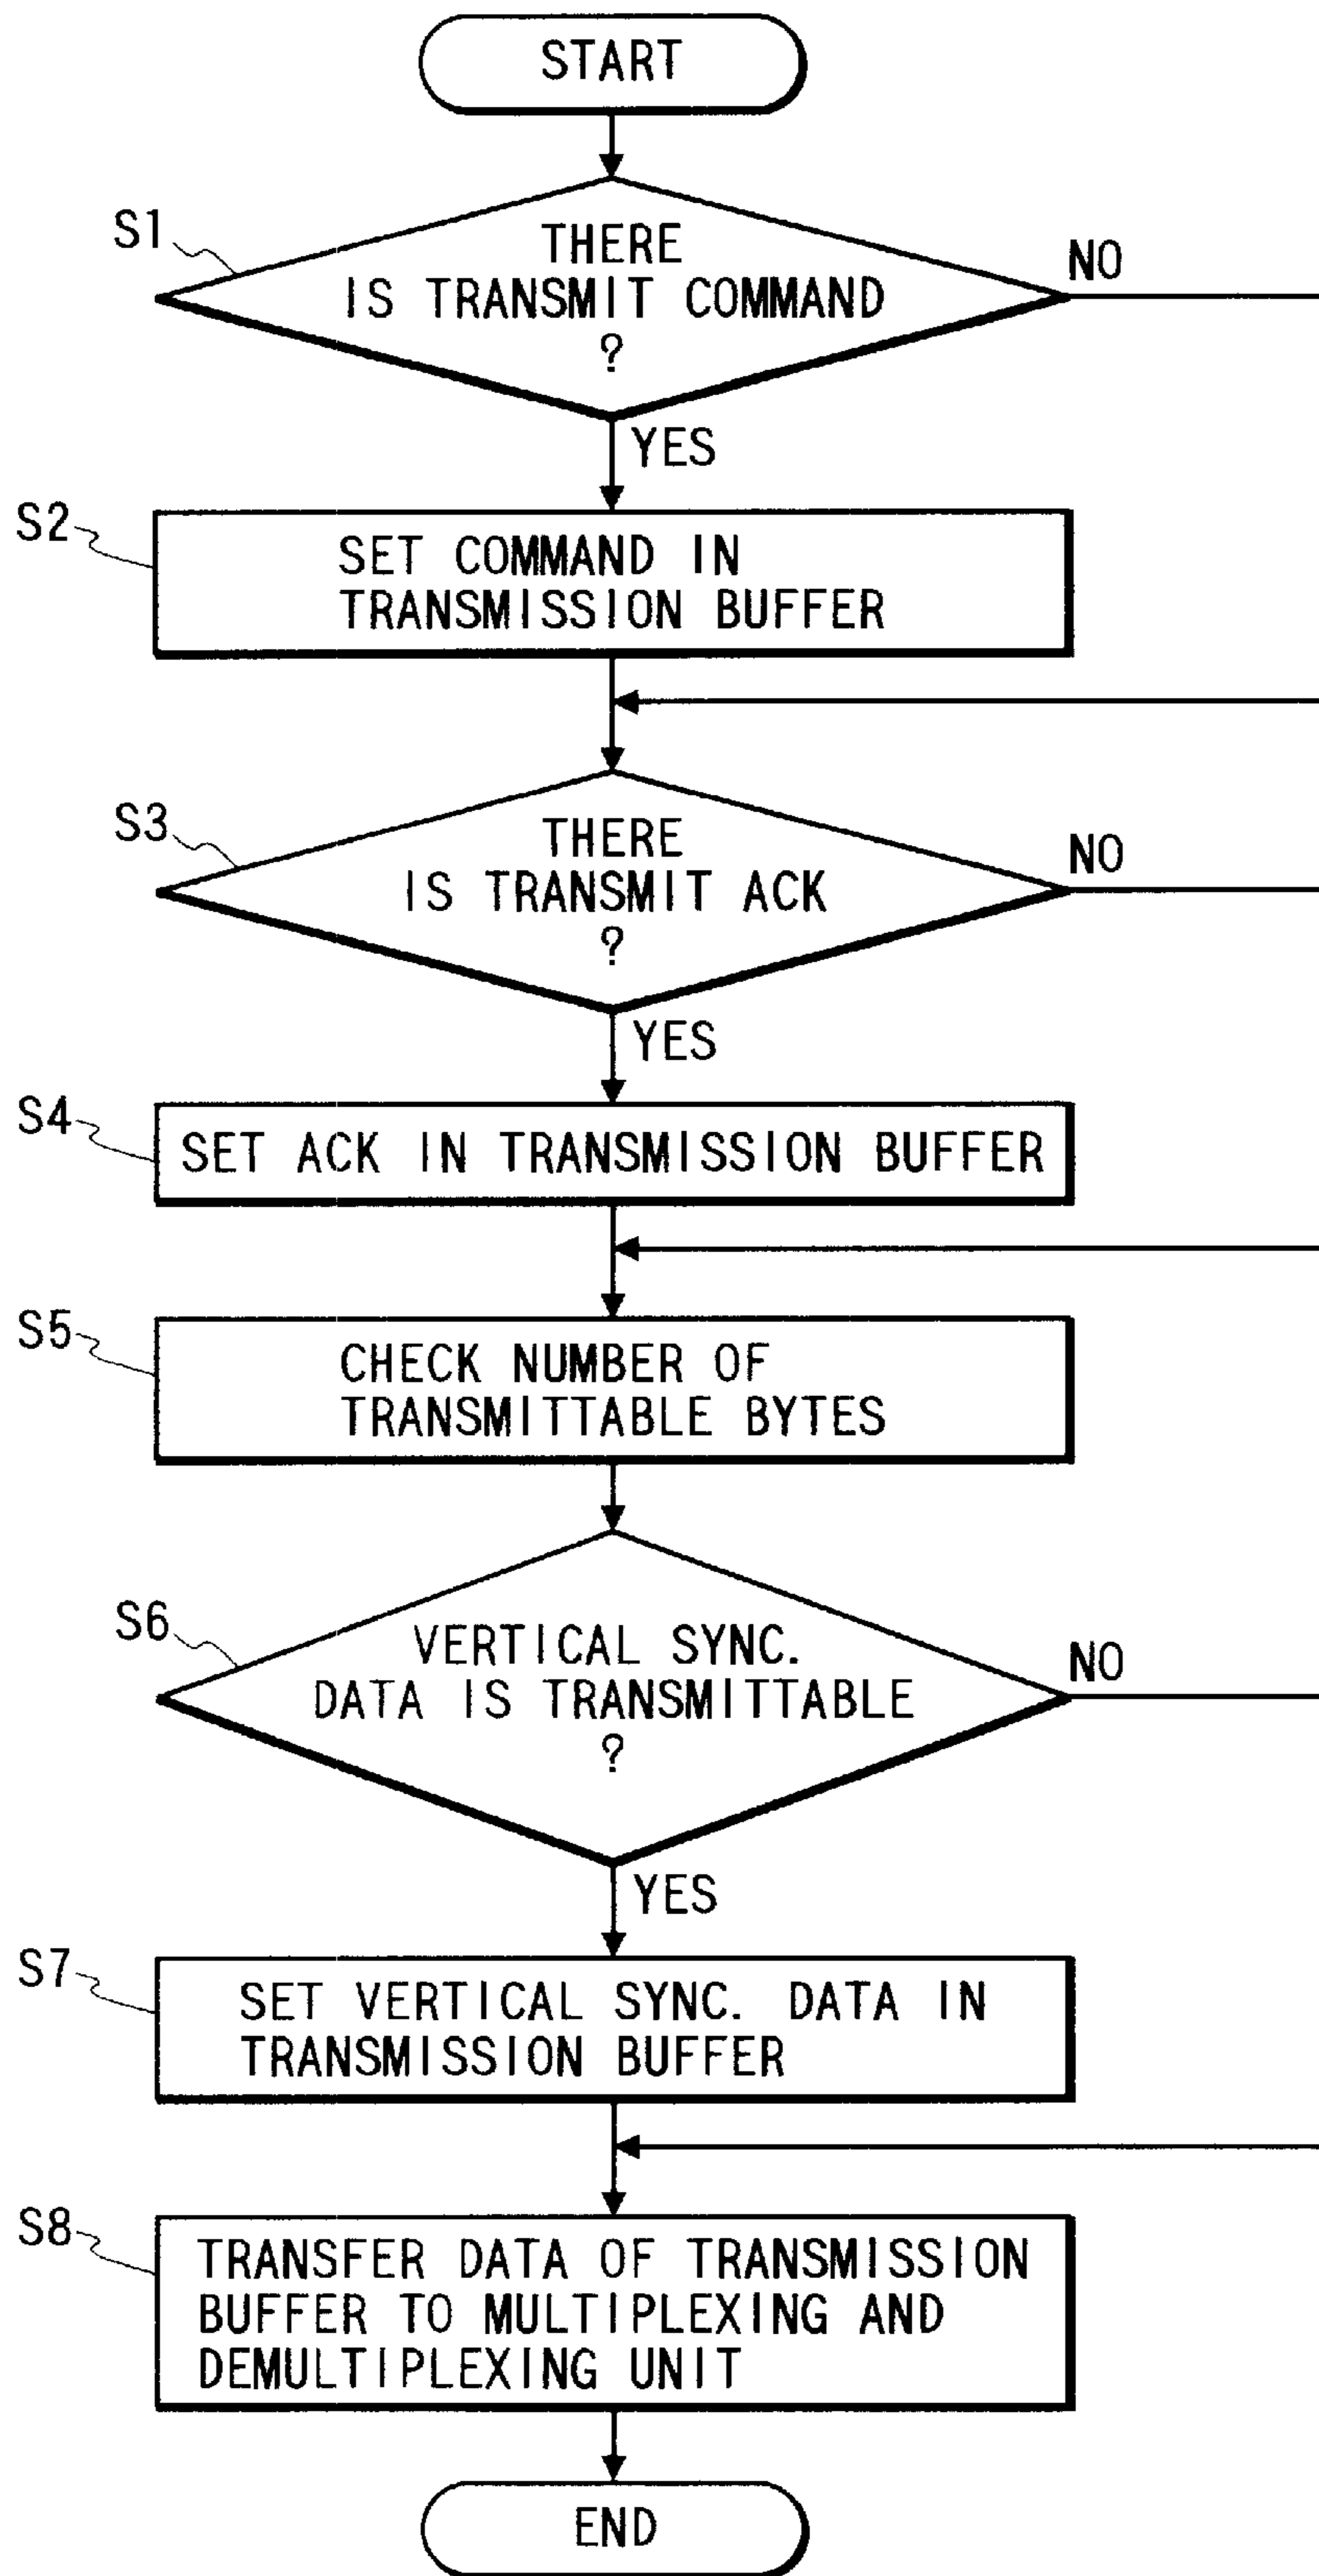 START
S1
THERE
IS TRANSMIT COMMAND
?
NO
YES
S2
SET COMMAND IN
TRANSMISSION BUFFER
S3
THERE
IS TRANSMIT ACK
?
NO
YES
S4
SET ACK IN TRANSMISSION BUFFER
S5
CHECK NUMBER OF
TRANSMITTABLE BYTES
S6
VERTICAL SYNC.
DATA IS TRANSMITTABLE
?
NO
YES
S7
SET VERTICAL SYNC. DATA IN
TRANSMISSION BUFFER
S8
TRANSFER DATA OF TRANSMISSION
BUFFER TO MULTIPLEXING AND
DEMULTIPLEXING UNIT
END